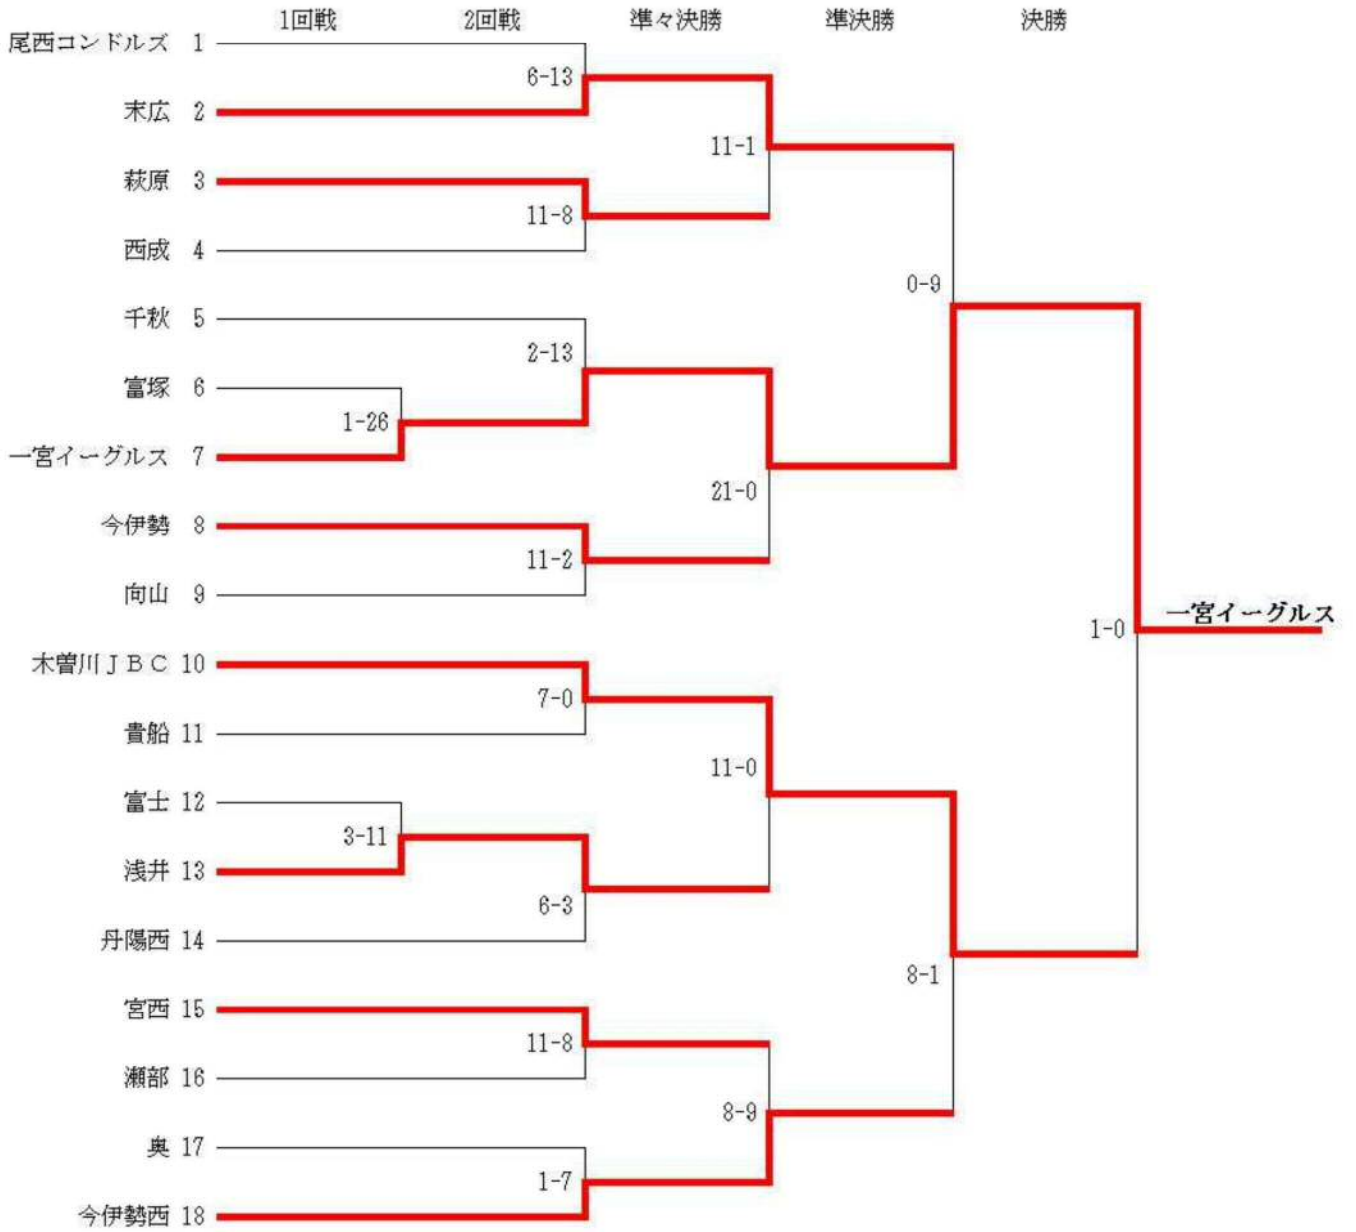 1回戦 2回戦 準々決勝 準決勝 決勝
尾西コンドルズ 1
6-13
末広 2
11-1
萩原 3
11-8
西成 4
0-9
千秋 5
2-13
富塚 6
1-26
一宮イーグルス 7
21-0
今伊勢 8
11-2
向山 9
一宮イーグルス
1-0
木曽川ＪＢＣ 10
7-0
貴船 11
11-0
富士 12
3-11
浅井 13
6-3
丹陽西 14
8-1
宮西 15
11-8
瀬部 16
8-9
奥 17
1-7
今伊勢西 18